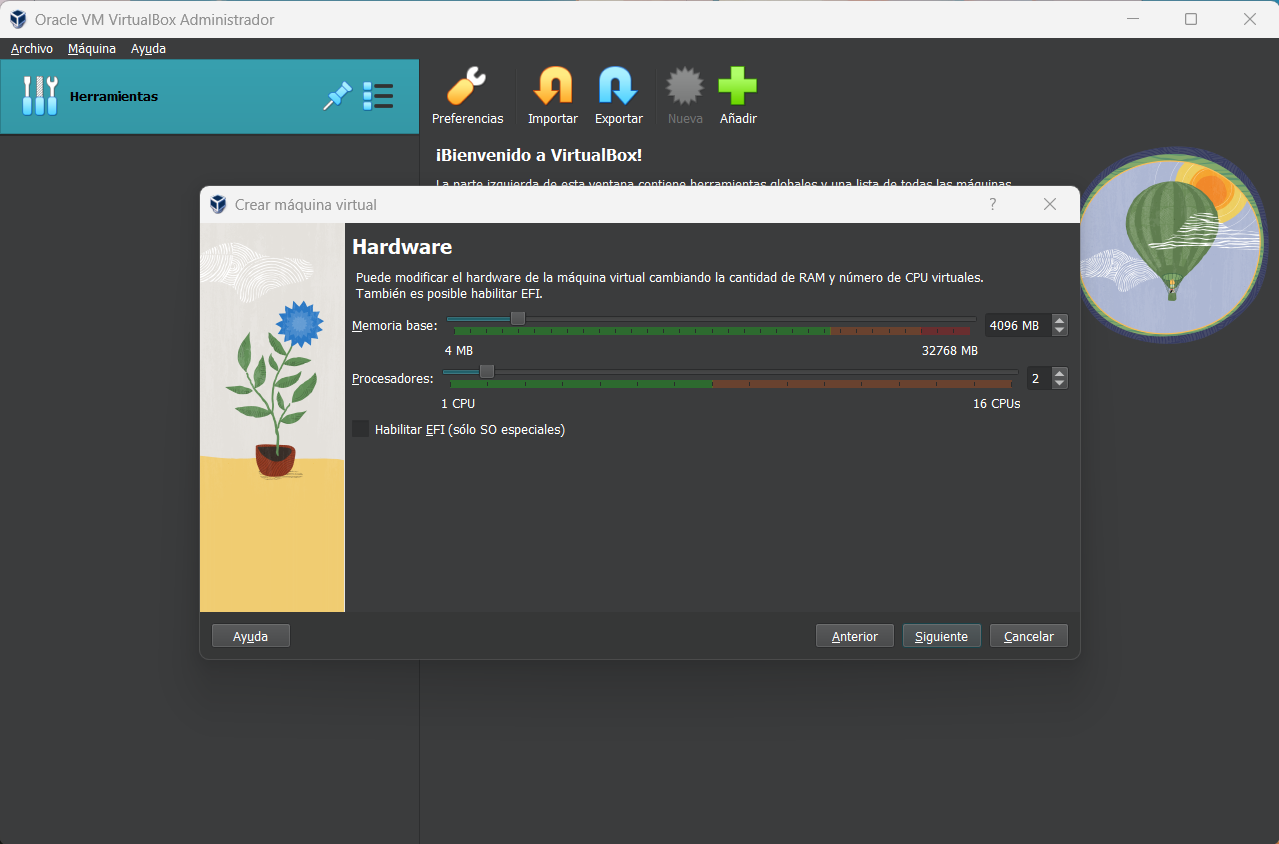 Oracle VM VirtualBox Administrador
Archivo Máquina Ayuda
Herramientas
Preferencias Importar Exportar Nueva Añadir
¡Bienvenido a VirtualBox!
La parte izquierda de esta ventana contiene herramientas globales y una lista de todas las máquinas
Crear máquina virtual ?
Hardware
Puede modificar el hardware de la máquina virtual cambiando la cantidad de RAM y número de CPU virtuales.
También es posible habilitar EFI.
Memoria base: 4096 MB
4 MB 32768 MB
Procesadores: 2
1 CPU 16 CPUs
Habilitar EFI (sólo SO especiales)
Ayuda Anterior Siguiente Cancelar